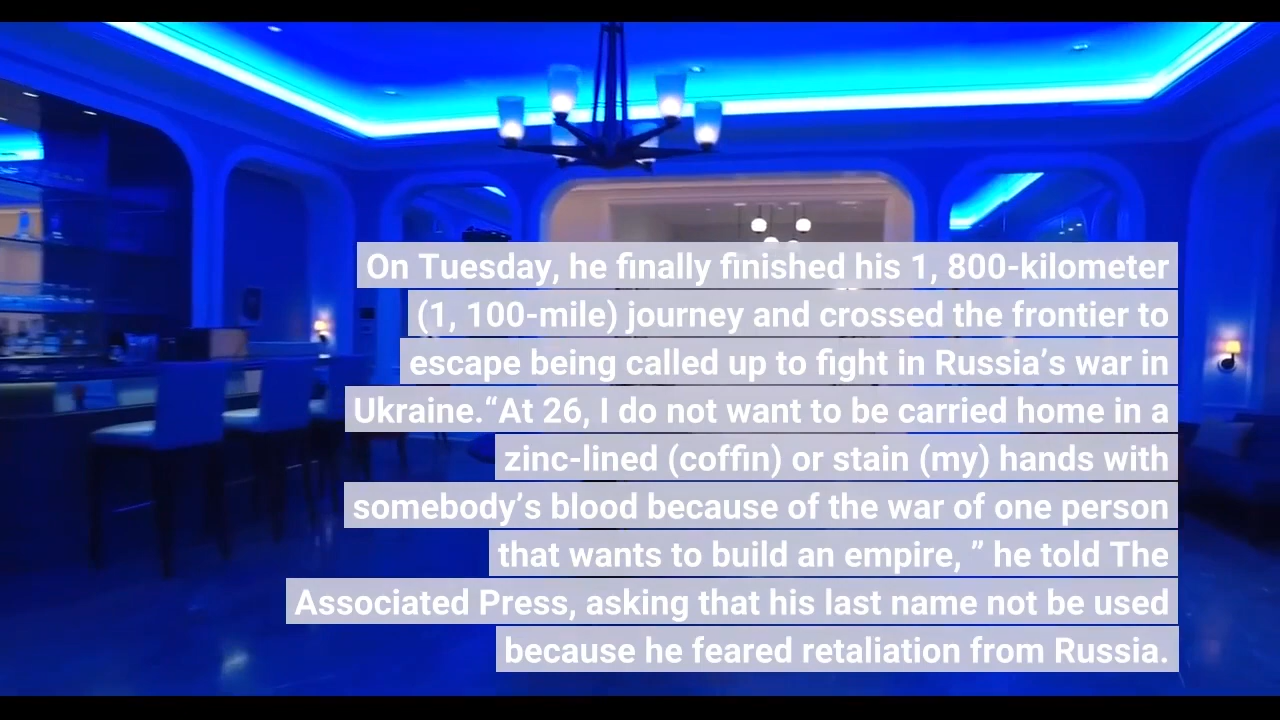 On Tuesday, he finally finished his 1, 800-kilometer
(1, 100-mile) journey and crossed the frontier to
escape being called up to fight in Russia’s war in
Ukraine.“At 26, I do not want to be carried home in a
zinc-lined (coffin) or stain (my) hands with
somebody’s blood because of the war of one person
that wants to build an empire, ” he told The
Associated Press, asking that his last name not be used
because he feared retaliation from Russia.